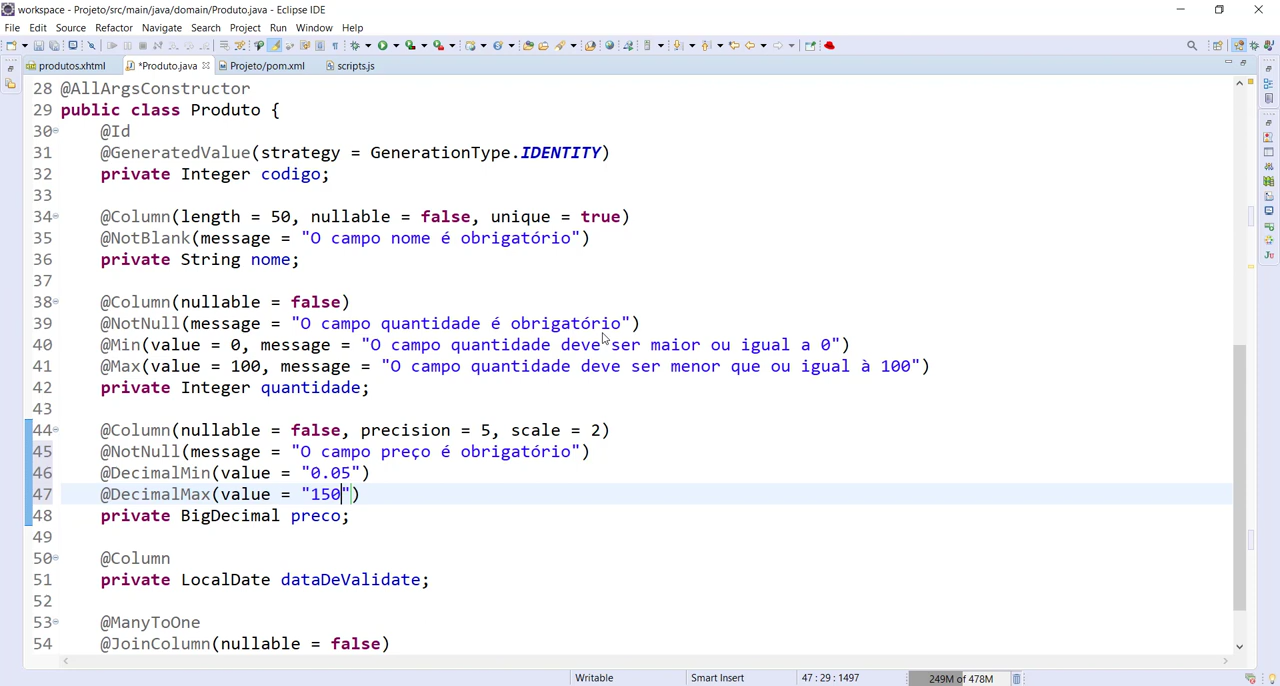 workspace - Projeto/src/main/java/domain/Produto.java - Eclipse IDE
File Edit Source Refactor Navigate Search Project Run Window Help
produtos.xhtml *Produto.java Projeto/pom.xml scripts.js
28 @AllArgsConstructor
29 public class Produto {
30 @Id
31 @GeneratedValue(strategy = GenerationType.IDENTITY)
32 private Integer codigo;
33
34 @Column(length = 50, nullable = false, unique = true)
35 @NotBlank(message = "O campo nome é obrigatório")
36 private String nome;
37
38 @Column(nullable = false)
39 @NotNull(message = "O campo quantidade é obrigatório")
40 @Min(value = 0, message = "O campo quantidade deve ser maior ou igual a 0")
41 @Max(value = 100, message = "O campo quantidade deve ser menor que ou igual à 100")
42 private Integer quantidade;
43
44 @Column(nullable = false, precision = 5, scale = 2)
45 @NotNull(message = "O campo preço é obrigatório")
46 @DecimalMin(value = "0.05")
47 @DecimalMax(value = "150")
48 private BigDecimal preco;
49
50 @Column
51 private LocalDate dataDeValidate;
52
53 @ManyToOne
54 @JoinColumn(nullable = false)
Writable Smart Insert 47 : 29 : 1497 249M of 478M